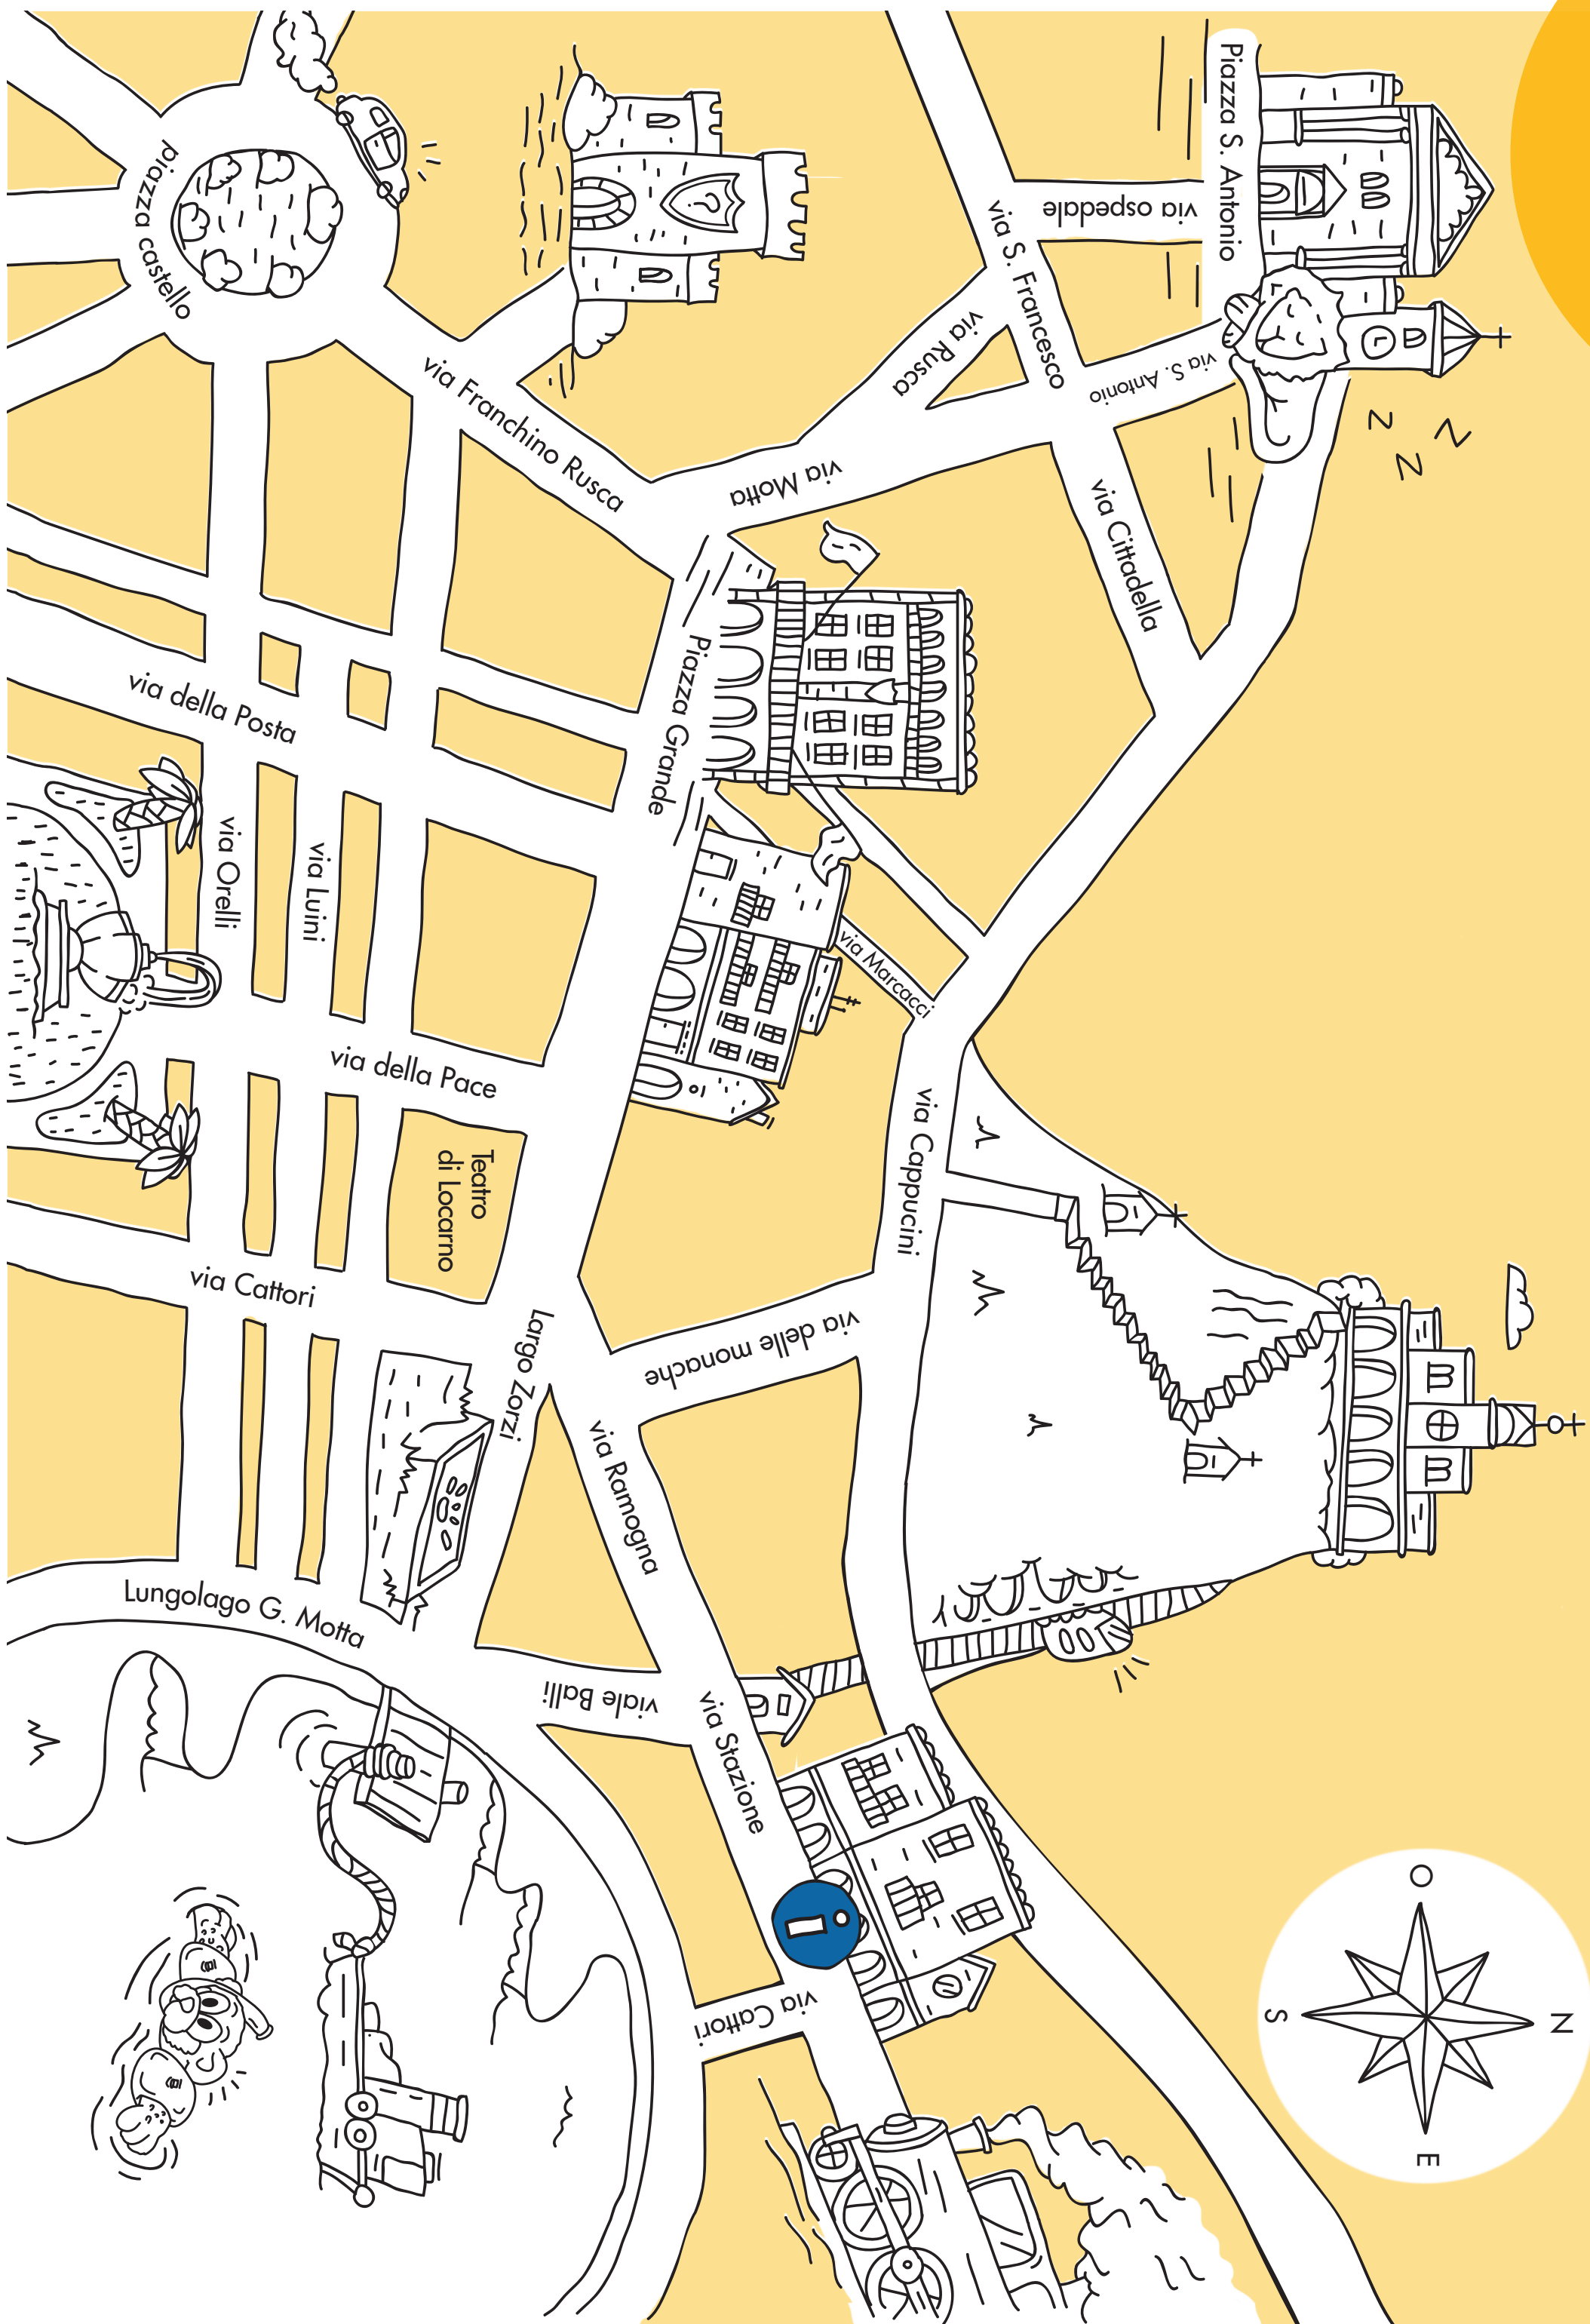 Piazza S. Antonio
via ospedale
via S. Francesco
via S. Antonio
via Rusca
piazza castello
via Franchino Rusca
via Motta
via Cittadella
Z
Z
Z
Piazza Grande
via della Posta
via Orelli
via Luini
via Marcacci
via della Pace
via Cappucini
Teatro
di Locarno
via Cattori
Largo Zorzi
via delle monache
via Ramogna
Lungolago G. Motta
viale Balli
via Stazione
i
via Cattori
N
O
S
E